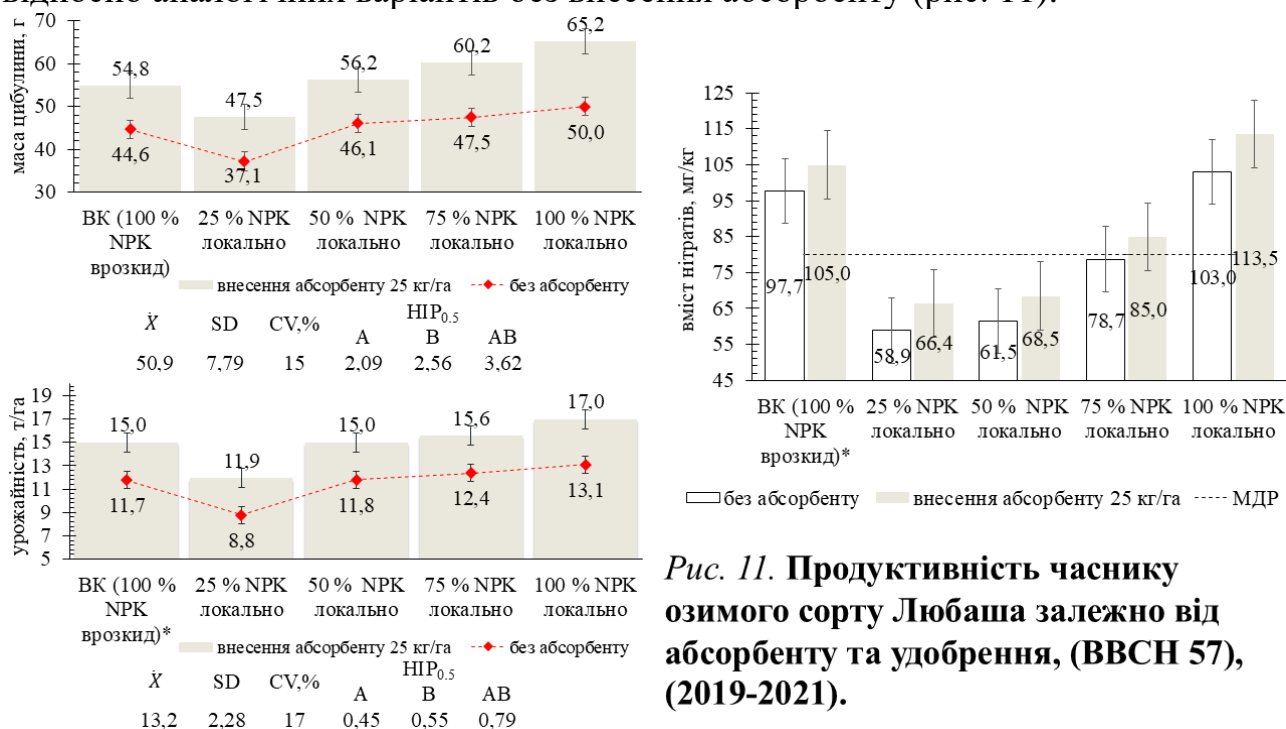 відносно аналогічних варіантів без внесення абсорбенту (рис. 11).
маса цибулини, г
70
60
50
40
30
54,8
47,5
56,2
60,2
65,2
44,6
37,1
46,1
47,5
50,0
ВК (100 % NPK врозкид)
25 % NPK локально
50 % NPK локально
75 % NPK локально
100 % NPK локально
внесення абсорбенту 25 кг/га
без абсорбенту
Ẋ SD CV,% НІР0.5
А В АВ
50,9 7,79 15 2,09 2,56 3,62
урожайність, т/га
19
17
15
13
11
9
7
5
15,0
11,9
15,0
15,6
17,0
11,7
8,8
11,8
12,4
13,1
ВК (100 % NPK врозкид)*
25 % NPK локально
50 % NPK локально
75 % NPK локально
100 % NPK локально
внесення абсорбенту 25 кг/га
без абсорбенту
Ẋ SD CV,% НІР0.5
А В АВ
13,2 2,28 17 0,45 0,55 0,79
вміст нітратів, мг/кг
125
115
105
95
85
75
65
55
45
97,7
105,0
58,9
66,4
61,5
68,5
78,7
85,0
103,0
113,5
ВК (100 % NPK врозкид)*
25 % NPK локально
50 % NPK локально
75 % NPK локально
100 % NPK локально
без абсорбенту
внесення абсорбенту 25 кг/га
МДР
Рис. 11. Продуктивність часнику
озимого сорту Любаша залежно від
абсорбенту та удобрення, (ВВСН 57),
(2019-2021).